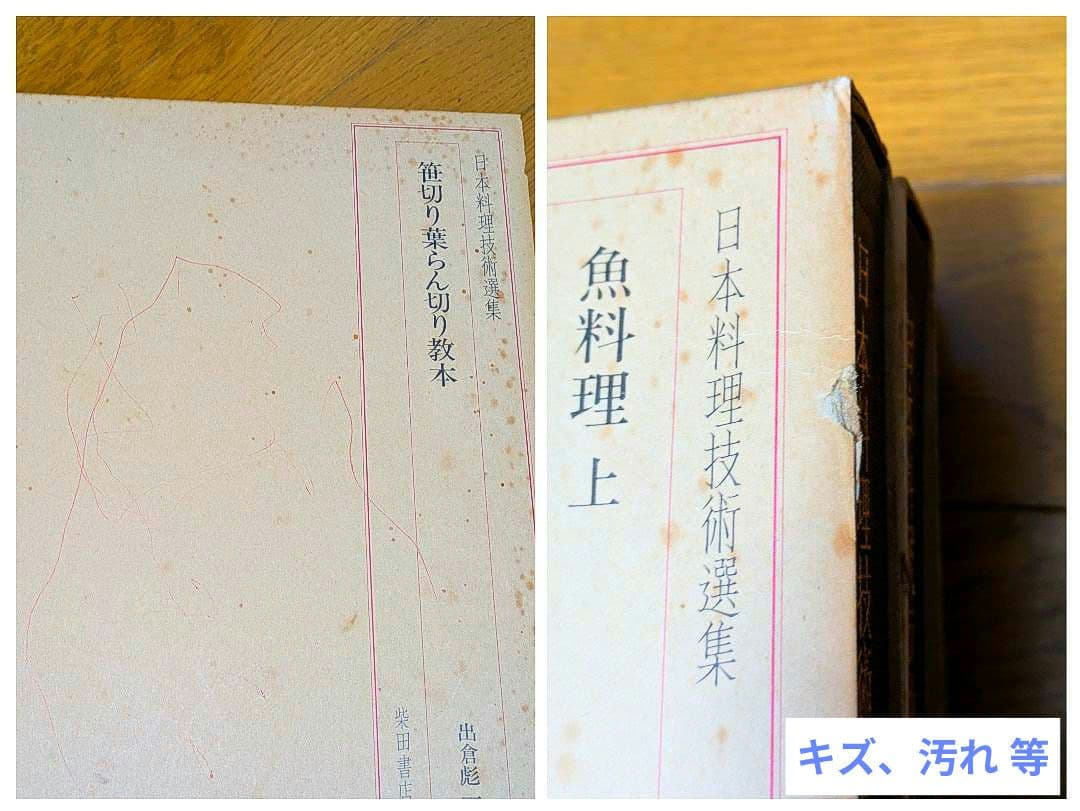 日本料理技術選集
笹切り葉らん切り教本
出倉彪
柴田書店
日本料理技術選集
魚料理 上
キズ、汚れ 等